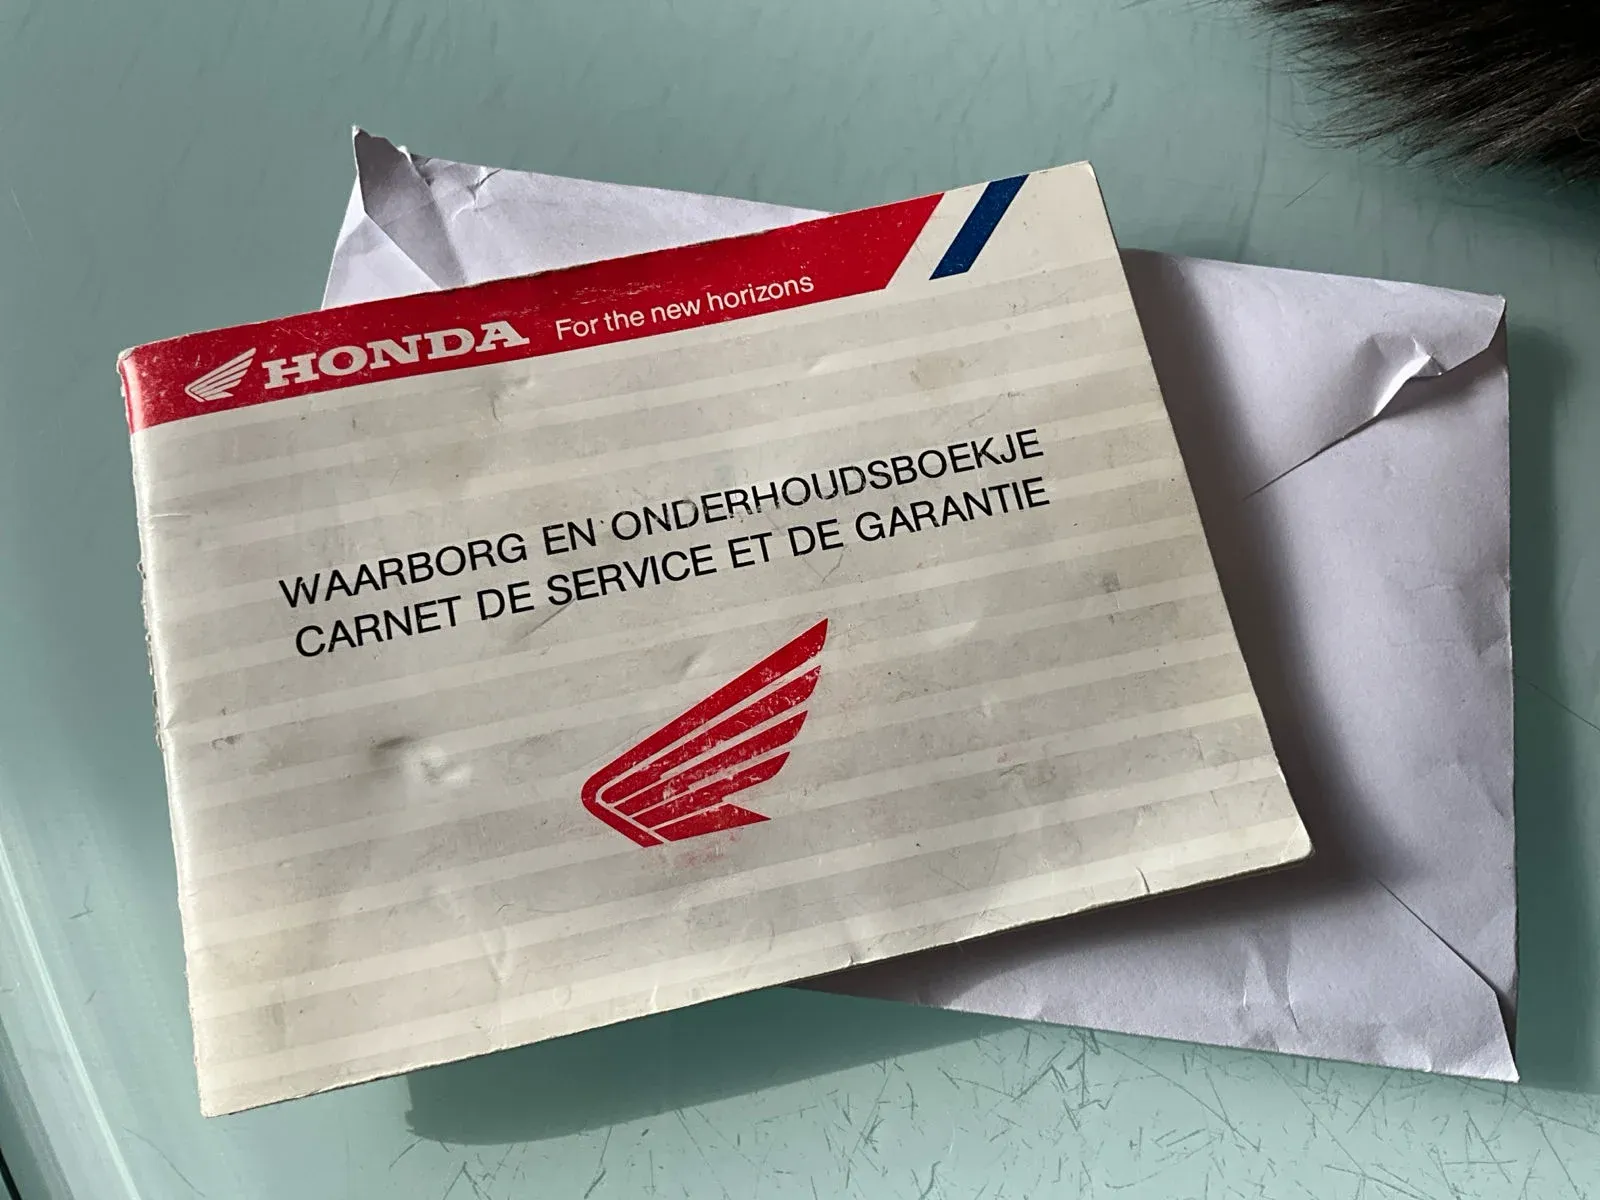 HONDA For the new horizons
WAARBORG EN ONDERHOUDSBOEKJE
CARNET DE SERVICE ET DE GARANTIE